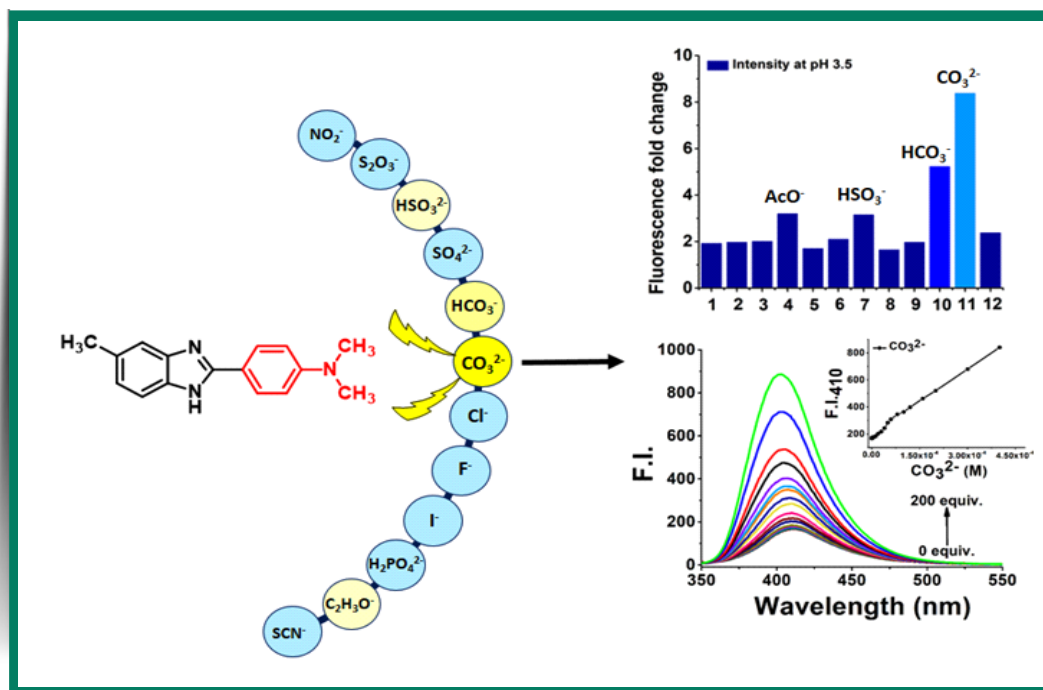 NO₂⁻
S₂O₃⁻
HSO₃²⁻
SO₄²⁻
HCO₃⁻
CO₃²⁻
Cl⁻
F⁻
I⁻
H₂PO₄²⁻
C₂H₃O⁻
SCN⁻
H₃C
N
N
H
N
CH₃
CH₃
Fluorescence fold change
10
8
6
4
2
0
Intensity at pH 3.5
CO₃²⁻
HCO₃⁻
AcO⁻
HSO₃⁻
1 2 3 4 5 6 7 8 9 10 11 12
F.I.
1000
800
600
400
200
0
350 400 450 500 550
Wavelength (nm)
F.I.₄₁₀
800
600
400
200
CO₃²⁻
0.00 1.50x10⁻⁴ 3.00x10⁻⁴ 4.50x10⁻⁴
CO₃²⁻ (M)
200 equiv.
0 equiv.